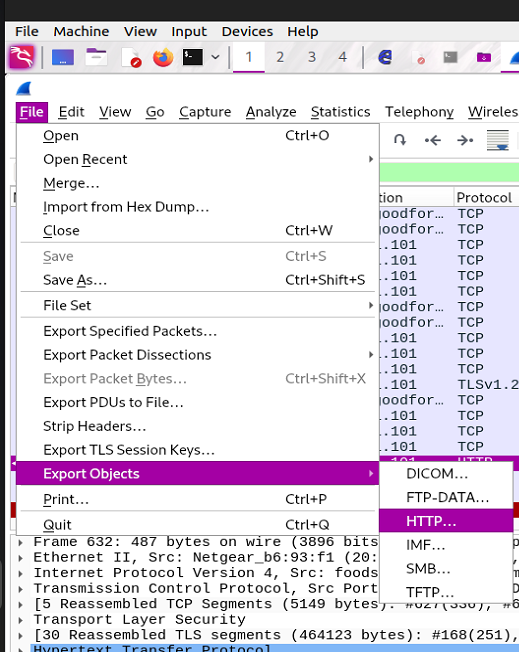 File Machine View Input Devices Help
1 2 3 4
File Edit View Go Capture Analyze Statistics Telephony Wireles
Open Ctrl+O
Open Recent
Merge...
Import from Hex Dump...
Close Ctrl+W
Save Ctrl+S
Save As... Ctrl+Shift+S
File Set
Export Specified Packets...
Export Packet Dissections
Export Packet Bytes... Ctrl+Shift+X
Export PDUs to File...
Strip Headers...
Export TLS Session Keys...
Export Objects
Print... Ctrl+P
Quit Ctrl+Q
tion Protocol
goodfor... TCP
goodfor... TCP
.101 TCP
.101 TCP
.101 TCP
.101 TCP
goodfor... TCP
goodfor... TCP
.101 TCP
.101 TCP
.101 TCP
.101 TLSv1.2
goodfor... TCP
.101 TCP
.101 TCP
.101 TCP
.101 HTTP
DICOM...
FTP-DATA...
HTTP...
IMF...
SMB...
TFTP...
Frame 632: 487 bytes on wire (3896 bits
Ethernet II, Src: Netgear_b6:93:f1 (20:
Internet Protocol Version 4, Src: foods
Transmission Control Protocol, Src Port
[5 Reassembled TCP Segments (5149 bytes): #627(336), #6
Transport Layer Security
[30 Reassembled TLS segments (464123 bytes): #168(251),
Hypertext Transfer Protocol